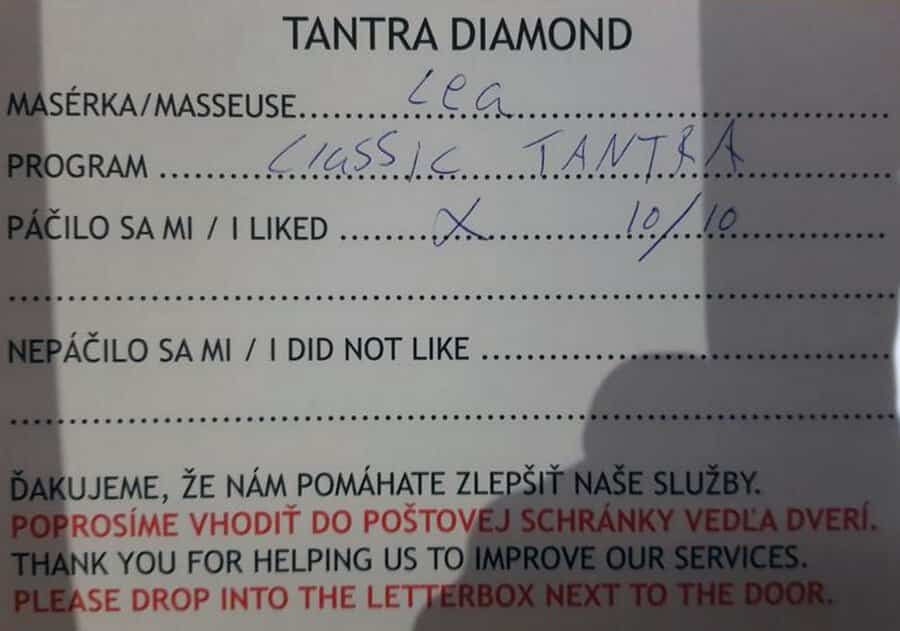 TANTRA DIAMOND
MASÉRKA/MASSEUSE.......Lea.......
PROGRAM .......Classic TANTRA.......
PÁČILO SA MI / I LIKED .......X.......10/10.......
NEPÁČILO SA MI / I DID NOT LIKE .......
ĎAKUJEME, ŽE NÁM POMÁHATE ZLEPŠIŤ NAŠE SLUŽBY.
POPROSÍME VHODIŤ DO POŠTOVEJ SCHRÁNKY VEDĽA DVERÍ.
THANK YOU FOR HELPING US TO IMPROVE OUR SERVICES.
PLEASE DROP INTO THE LETTERBOX NEXT TO THE DOOR.